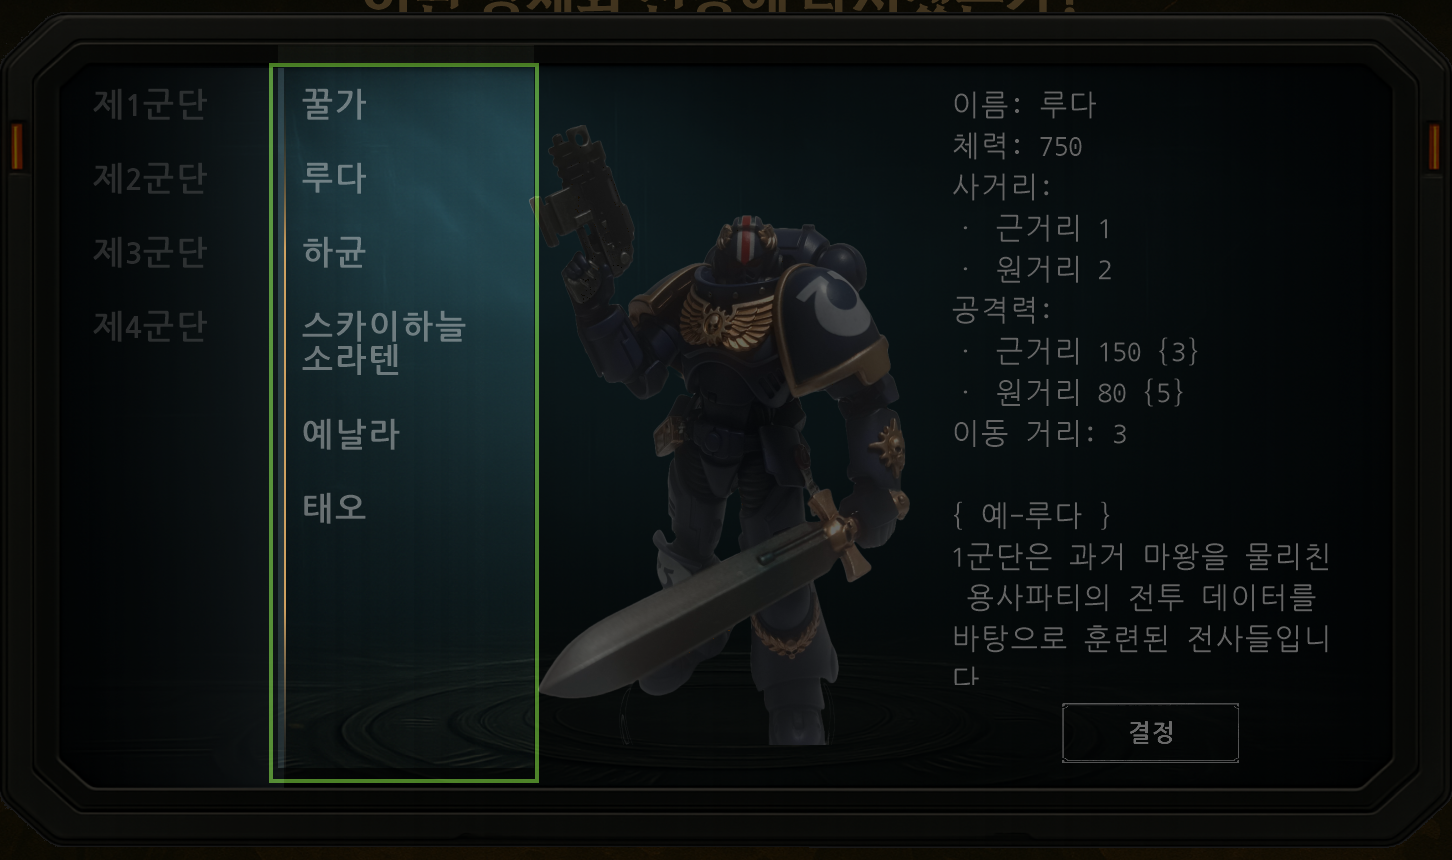 제1군단
제2군단
제3군단
제4군단
꿀가
루다
하균
스카이하늘
소라텐
예날라
태오
이름: 루다
체력: 750
사거리:
· 근거리 1
· 원거리 2
공격력:
· 근거리 150 {3}
· 원거리 80 {5}
이동 거리: 3
{ 예-루다 }
1군단은 과거 마왕을 물리친
용사파티의 전투 데이터를
바탕으로 훈련된 전사들입니
다
결정